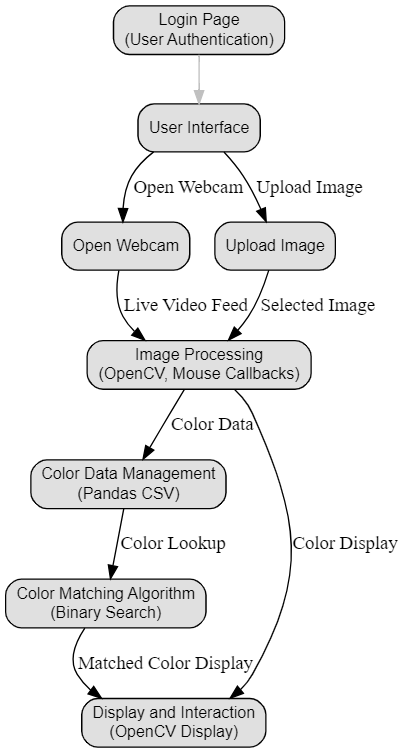 Login Page
(User Authentication)
User Interface
Open Webcam
Upload Image
Open Webcam
Upload Image
Live Video Feed
Selected Image
Image Processing
(OpenCV, Mouse Callbacks)
Color Data
Color Data Management
(Pandas CSV)
Color Lookup
Color Display
Color Matching Algorithm
(Binary Search)
Matched Color Display
Display and Interaction
(OpenCV Display)